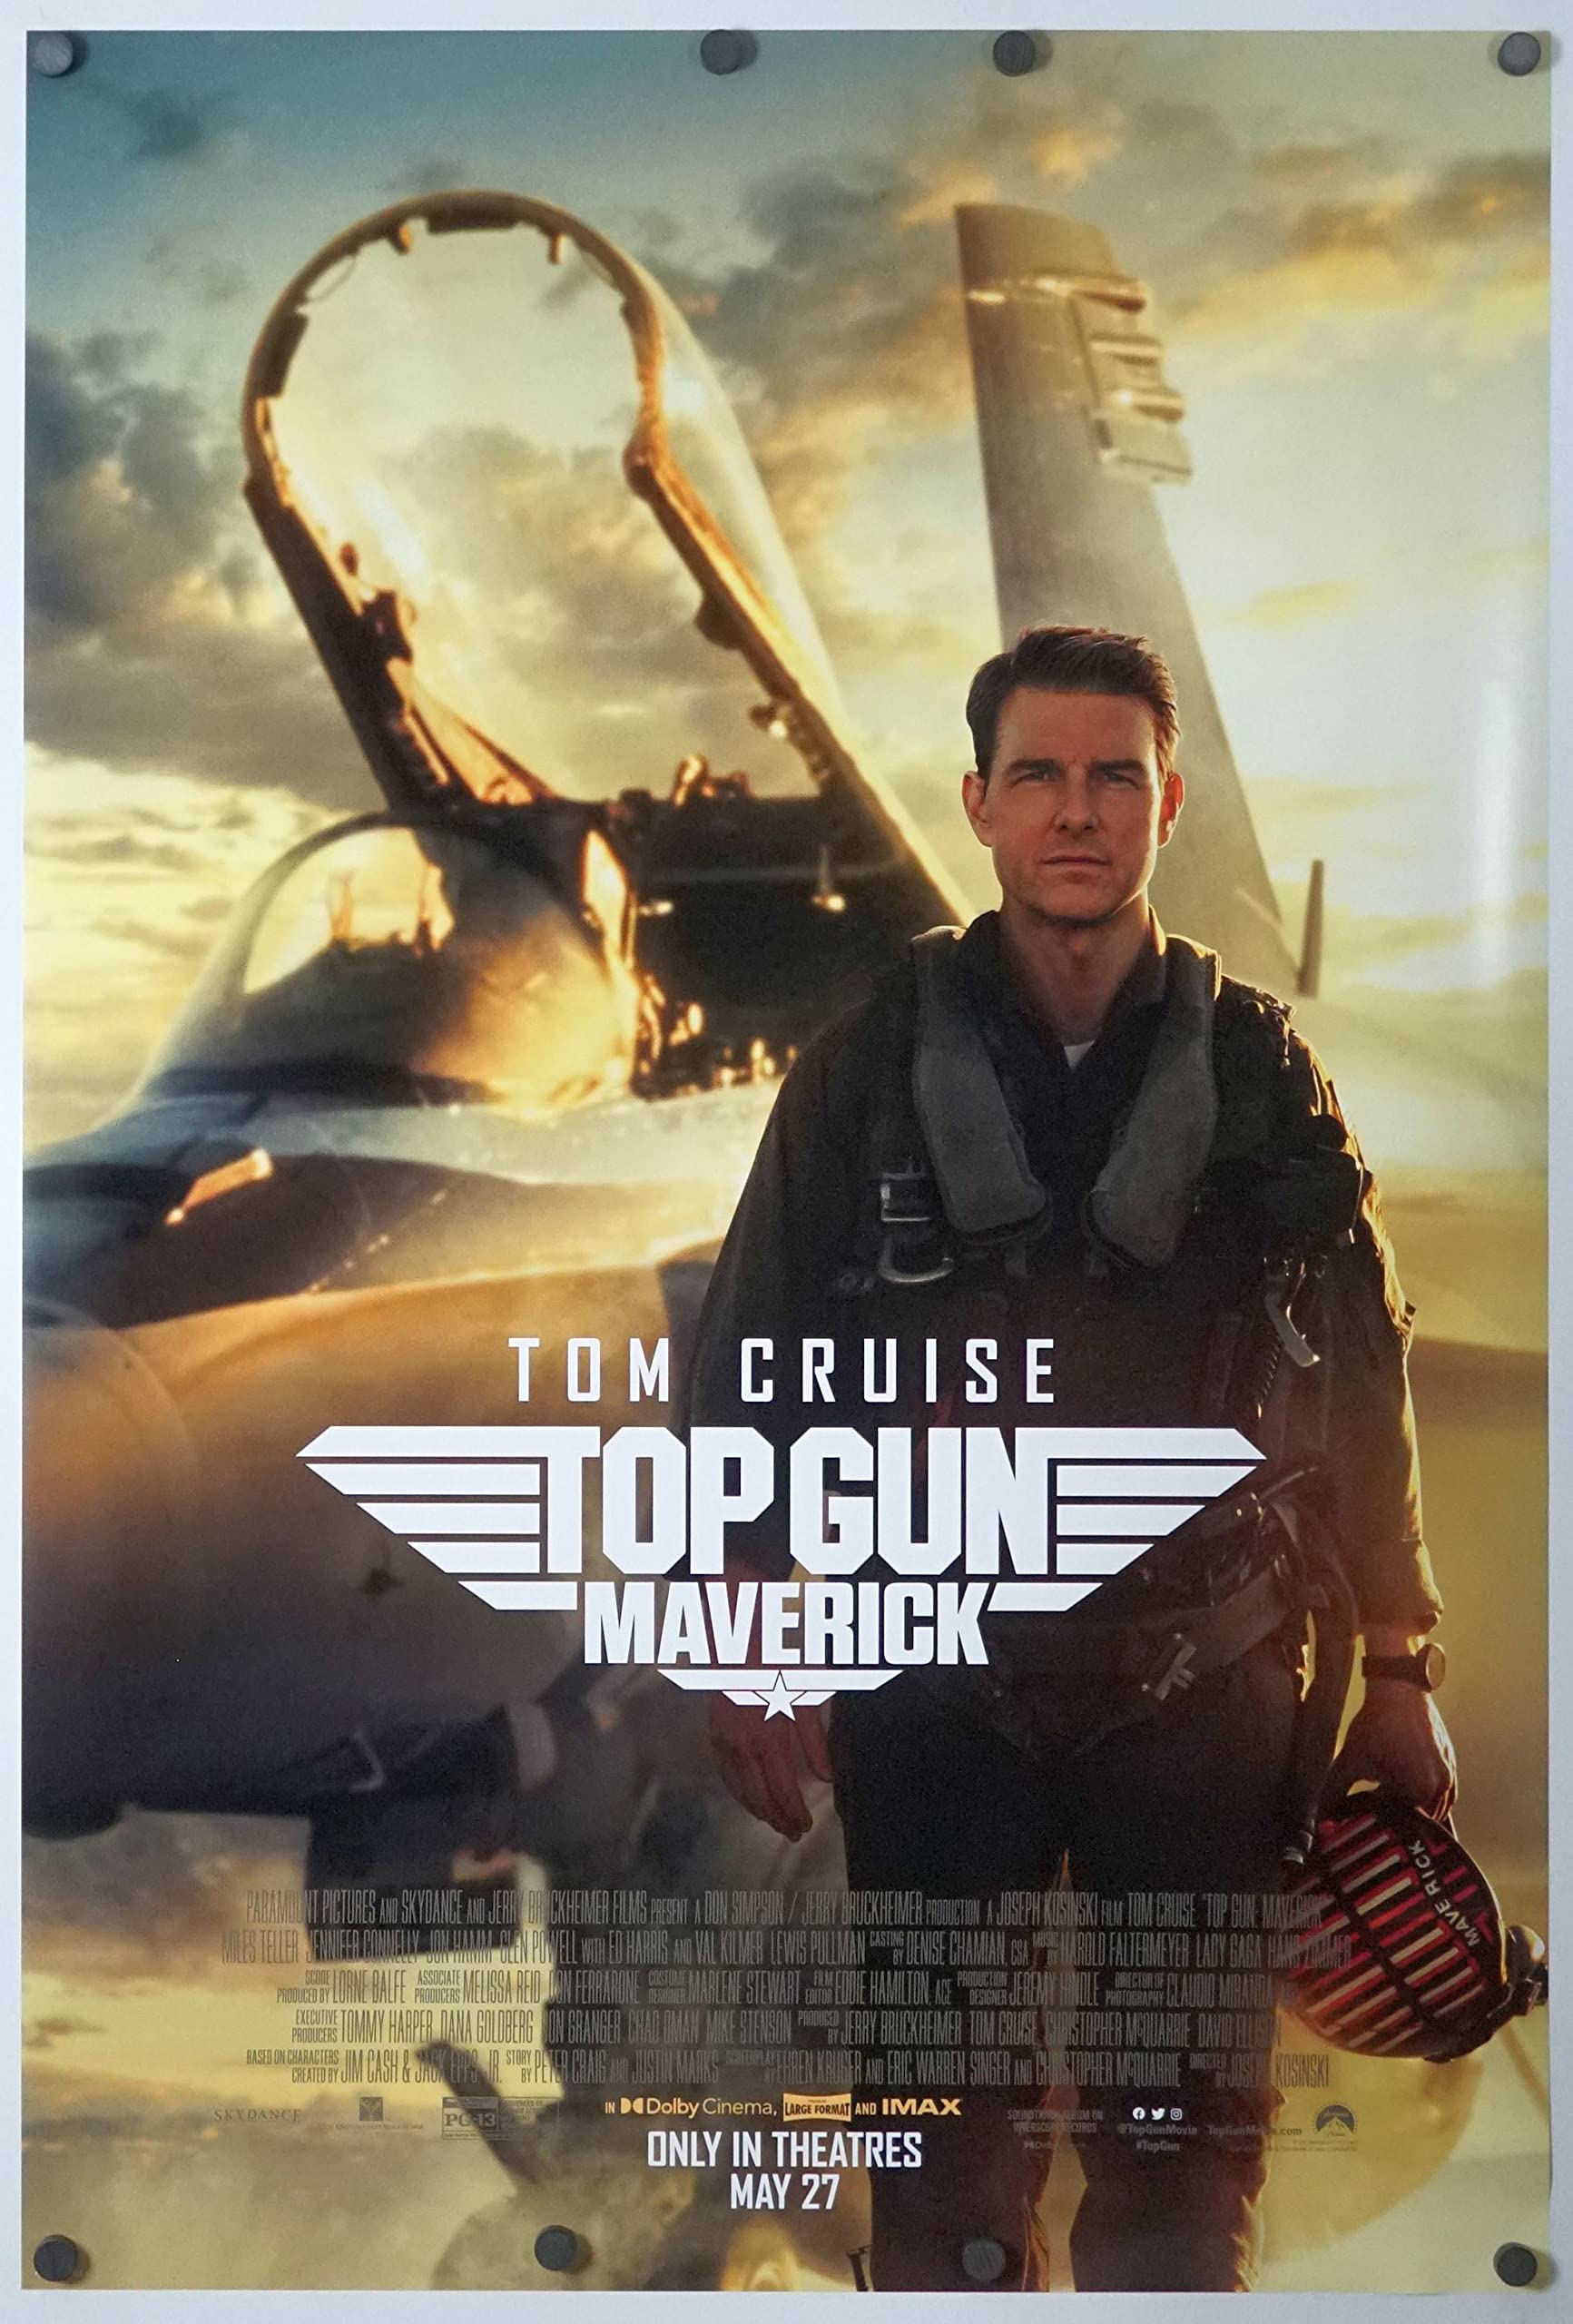 TOM CRUISE
TOP GUN
MAVERICK
MAVERICK
PARAMOUNT PICTURES AND SKYDANCE AND JERRY BRUCKHEIMER FILMS PRESENT A DON SIMPSON / JERRY BRUCKHEIMER PRODUCTION A JOSEPH KOSINSKI FILM TOM CRUISE "TOP GUN: MAVERICK"
MILES TELLER JENNIFER CONNELLY JON HAMM GLEN POWELL WITH ED HARRIS AND VAL KILMER LEWIS PULLMAN CASTING BY DENISE CHAMIAN, CSA MUSIC BY HAROLD FALTERMEYER LADY GAGA HANS ZIMMER
SCORE PRODUCED BY LORNE BALFE ASSOCIATE PRODUCERS MELISSA REID DON FERRARONE COSTUME DESIGNER MARLENE STEWART FILM EDITOR EDDIE HAMILTON, ACE PRODUCTION DESIGNER JEREMY HINDLE DIRECTOR OF PHOTOGRAPHY CLAUDIO MIRANDA
EXECUTIVE PRODUCERS TOMMY HARPER DANA GOLDBERG DON GRANGER CHAD OMAN MIKE STENSON PRODUCED BY JERRY BRUCKHEIMER TOM CRUISE CHRISTOPHER McQUARRIE DAVID ELLISON
BASED ON CHARACTERS CREATED BY JIM CASH & JACK EPPS, JR. STORY BY PETER CRAIG AND JUSTIN MARKS SCREENPLAY BY EHREN KRUGER AND ERIC WARREN SINGER AND CHRISTOPHER McQUARRIE DIRECTED BY JOSEPH KOSINSKI
IN Dolby Cinema, LARGE FORMAT AND IMAX
SKYDANCE
PG-13
SOUNDTRACK ALBUM ON
INTERSCOPE RECORDS
@TopGunMovie TopGunMovie.com
#TopGun
ONLY IN THEATRES
MAY 27